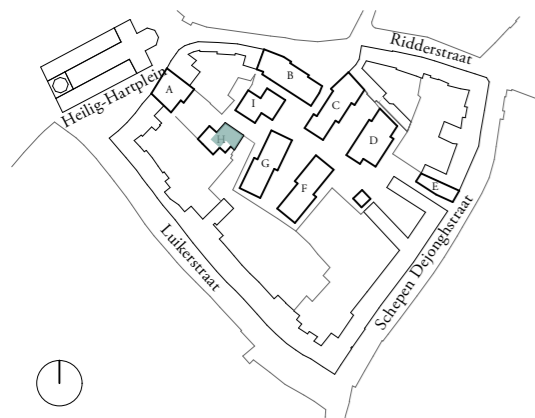 Ridderstraat
Heilig-Hartplein
A
B
I
C
H
D
G
F
E
Luikerstraat
Schepen Dejonghstraat